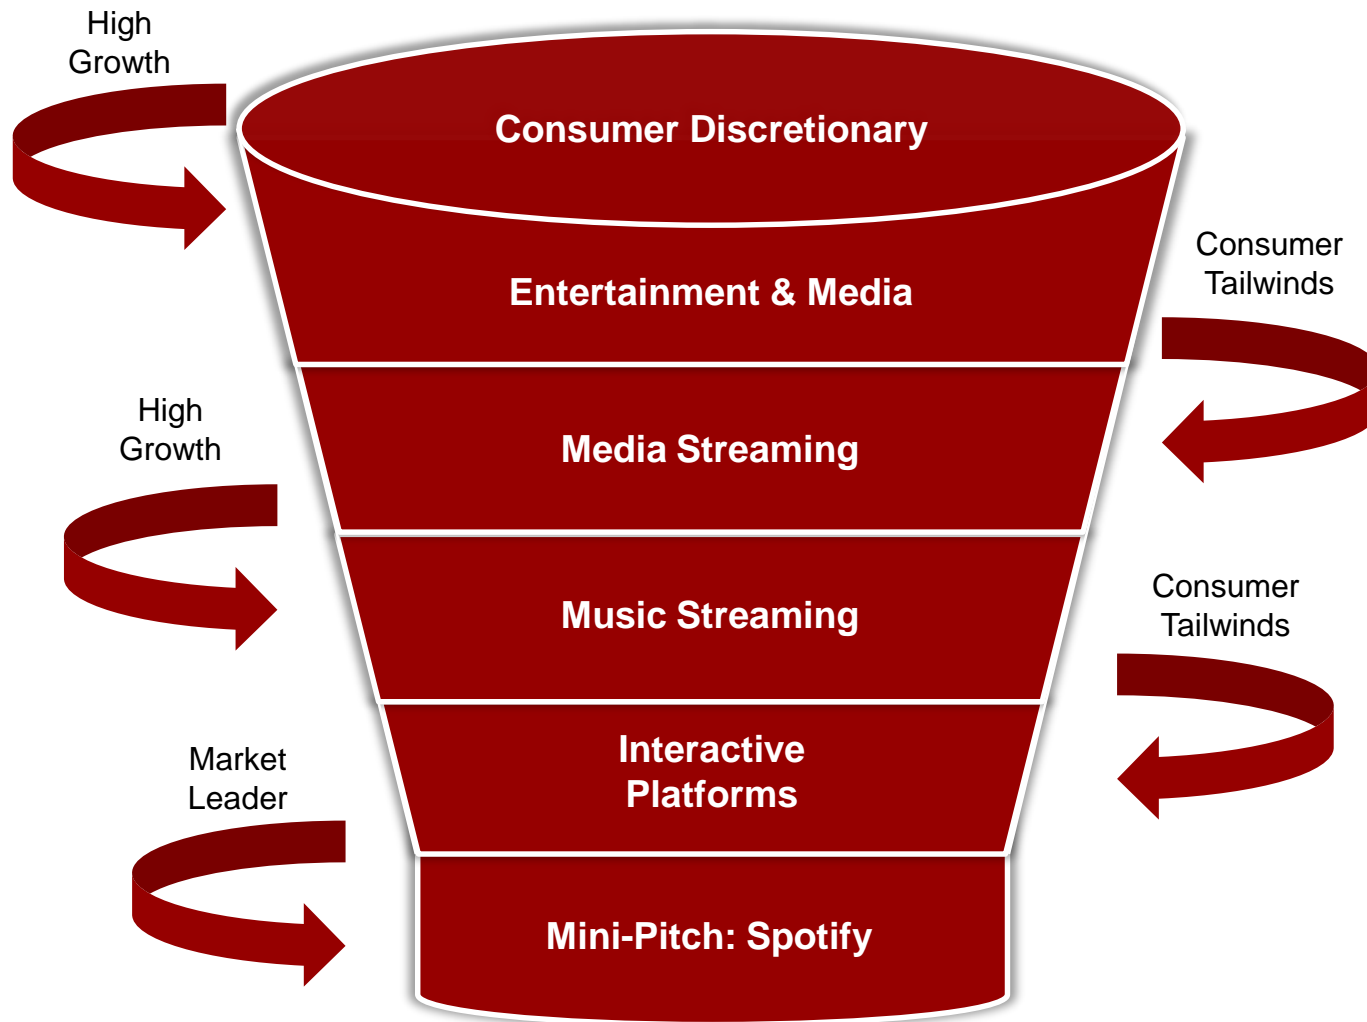 High
Growth
Consumer Discretionary
Consumer
Tailwinds
Entertainment & Media
High
Growth
Media Streaming
Consumer
Tailwinds
Music Streaming
Market
Leader
Interactive
Platforms
Mini-Pitch: Spotify